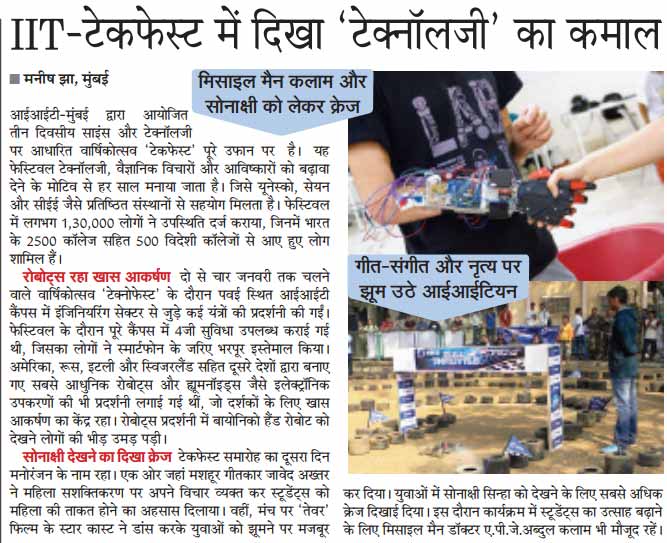 IIT-टेकफेस्ट में दिखा ‘टेक्नॉलजी’ का कमाल
■ मनीष झा, मुंबई
मिसाइल मैन कलाम और
सोनाक्षी को लेकर क्रेज
आईआईटी-मुंबई द्वारा आयोजित
तीन दिवसीय साइंस और टेक्नॉलजी
पर आधारित वार्षिकोत्सव ‘टेकफेस्ट’ पूरे उफान पर है। यह
फेस्टिवल टेक्नॉलजी, वैज्ञानिक विचारों और आविष्कारों को बढ़ावा
देने के मोटिव से हर साल मनाया जाता है। जिसे यूनेस्को, सेयन
और सीईई जैसे प्रतिष्ठित संस्थानों से सहयोग मिलता है। फेस्टिवल
में लगभग 1,30,000 लोगों ने उपस्थिति दर्ज कराया, जिनमें भारत
के 2500 कॉलेज सहित 500 विदेशी कॉलेजों से आए हुए लोग
शामिल हैं।
रोबोट्स रहा खास आकर्षण दो से चार जनवरी तक चलने
वाले वार्षिकोत्सव ‘टेक्नोफेस्ट’ के दौरान पवई स्थित आईआईटी
कैंपस में इंजिनियरिंग सेक्टर से जुड़े कई यंत्रों की प्रदर्शनी की गई।
फेस्टिवल के दौरान पूरे कैंपस में 4जी सुविधा उपलब्ध कराई गई
थी, जिसका लोगों ने स्मार्टफोन के जरिए भरपूर इस्तेमाल किया।
अमेरिका, रूस, इटली और स्विजरलैंड सहित दूसरे देशों द्वारा बनाए
गए सबसे आधुनिक रोबोट्स और ह्यूमनॉइड्स जैसे इलेक्ट्रॉनिक
उपकरणों की भी प्रदर्शनी लगाई गई थीं, जो दर्शकों के लिए खास
आकर्षण का केंद्र रहा। रोबोट्स प्रदर्शनी में बायोनिको हैंड रोबोट को
देखने लोगों की भीड़ उमड़ पड़ी।
सोनाक्षी देखने का दिखा क्रेज टेकफेस्ट समारोह का दूसरा दिन
मनोरंजन के नाम रहा। एक ओर जहां मशहूर गीतकार जावेद अख्तर
ने महिला सशक्तिकरण पर अपने विचार व्यक्त कर स्टूडेंट्स को
महिला की ताकत होने का अहसास दिलाया। वहीं, मंच पर ‘तेवर’
फिल्म के स्टार कास्ट ने डांस करके युवाओं को झूमने पर मजबूर
LAB
गीत-संगीत और नृत्य पर
झूम उठे आईआईटियन
कर दिया। युवाओं में सोनाक्षी सिन्हा को देखने के लिए सबसे अधिक
क्रेज दिखाई दिया। इस दौरान कार्यक्रम में स्टूडेंट्स का उत्साह बढ़ाने
के लिए मिसाइल मैन डॉक्टर ए.पी.जे.अब्दुल कलाम भी मौजूद रहें।